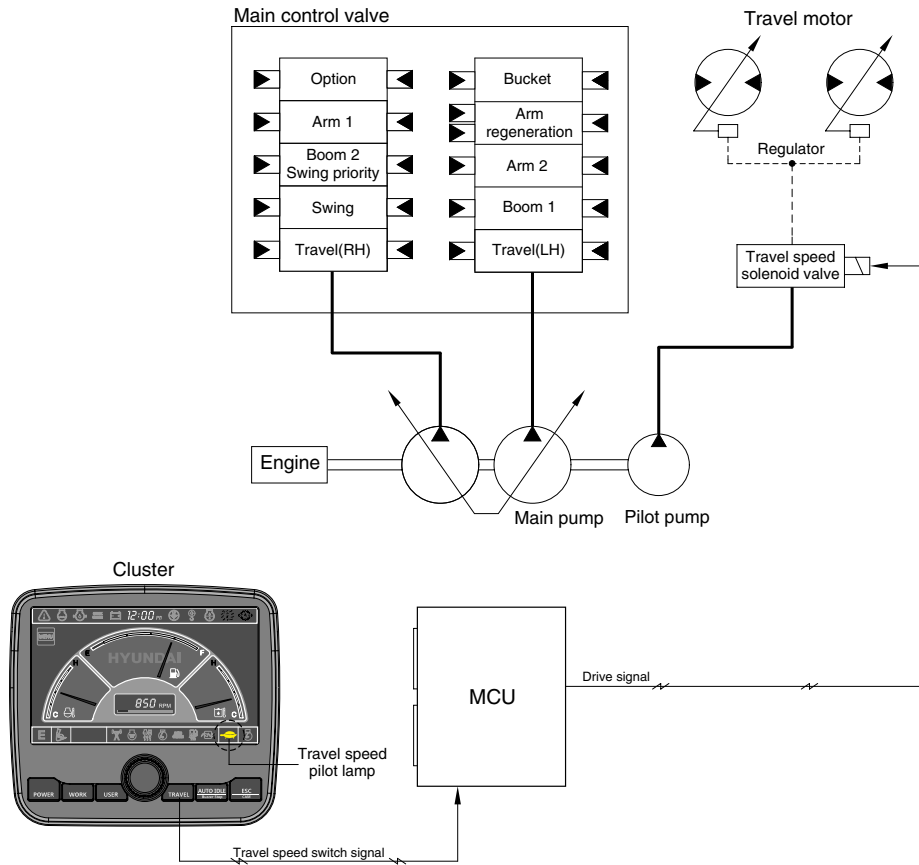 Main control valve
Travel motor
Option
Bucket
Arm 1
Arm
regeneration
Boom 2
Swing priority
Arm 2
Swing
Boom 1
Travel(RH)
Travel(LH)
Regulator
Travel speed
solenoid valve
Engine
Main pump
Pilot pump
Cluster
12:00
MENU
HYUNDAI
E
F
H
H
C
C
850 RPM
E
Travel speed
pilot lamp
POWER
WORK
USER
TRAVEL
AUTO IDLE
ESC
MCU
Drive signal
Travel speed switch signal